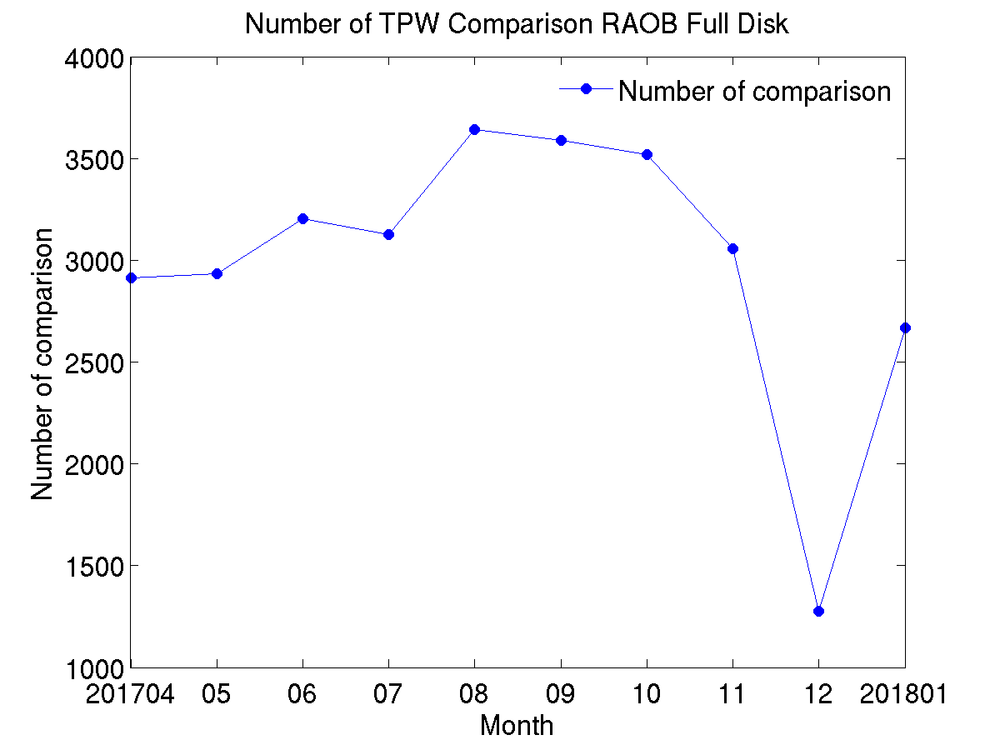 Number of TPW Comparison RAOB Full Disk
4000
Number of comparison
3500
3000
2500
2000
1500
1000
Number of comparison
201704 05 06 07 08 09 10 11 12 201801
Month